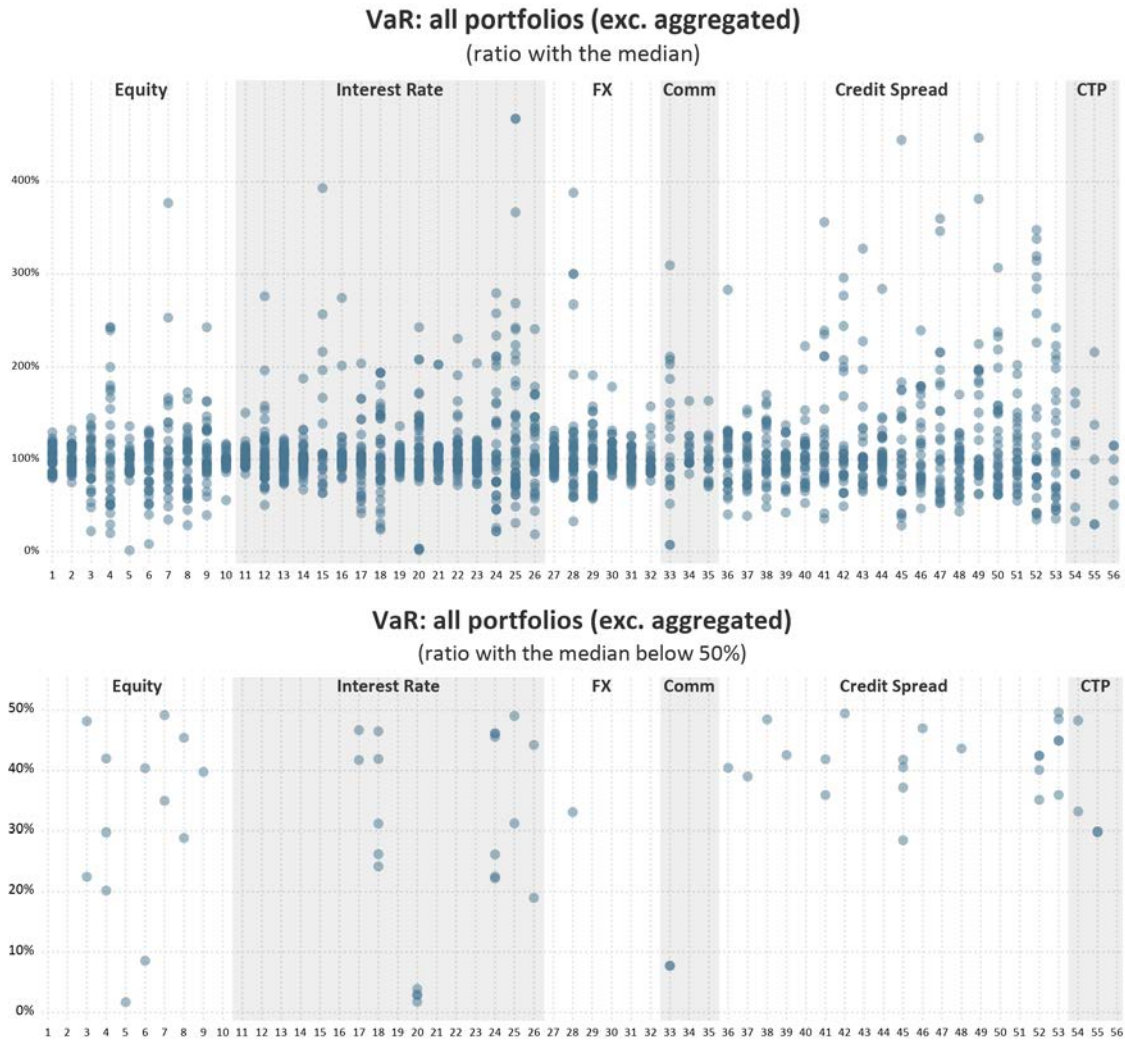 VaR: all portfolios (exc. aggregated)
(ratio with the median)
Equity Interest Rate FX Comm Credit Spread CTP
400%
300%
200%
100%
0%
1 2 3 4 5 6 7 8 9 10 11 12 13 14 15 16 17 18 19 20 21 22 23 24 25 26 27 28 29 30 31 32 33 34 35 36 37 38 39 40 41 42 43 44 45 46 47 48 49 50 51 52 53 54 55 56
VaR: all portfolios (exc. aggregated)
(ratio with the median below 50%)
Equity Interest Rate FX Comm Credit Spread CTP
50%
40%
30%
20%
10%
0%
1 2 3 4 5 6 7 8 9 10 11 12 13 14 15 16 17 18 19 20 21 22 23 24 25 26 27 28 29 30 31 32 33 34 35 36 37 38 39 40 41 42 43 44 45 46 47 48 49 50 51 52 53 54 55 56